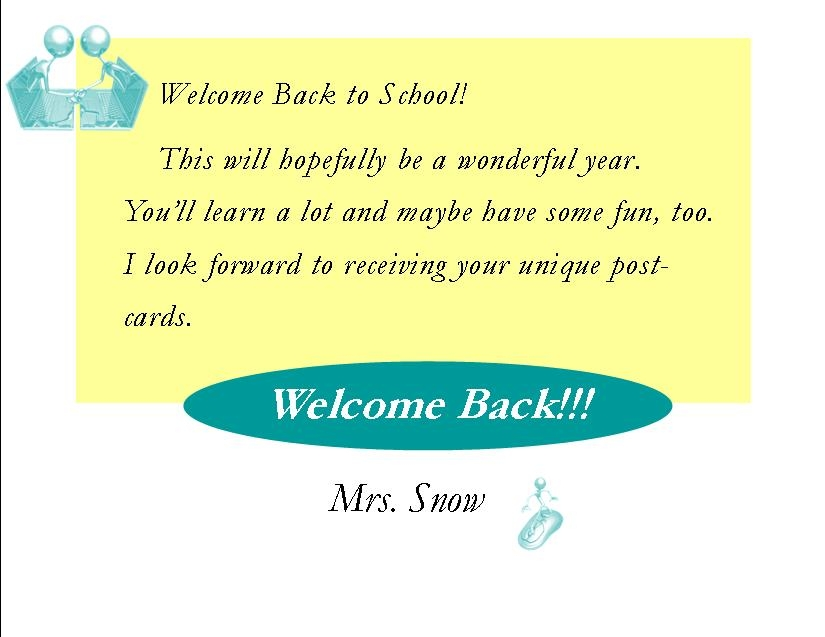 Welcome Back to School!
This will hopefully be a wonderful year.
You'll learn a lot and maybe have some fun, too.
I look forward to receiving your unique post-
cards.
Welcome Back!!!
Mrs. Snow